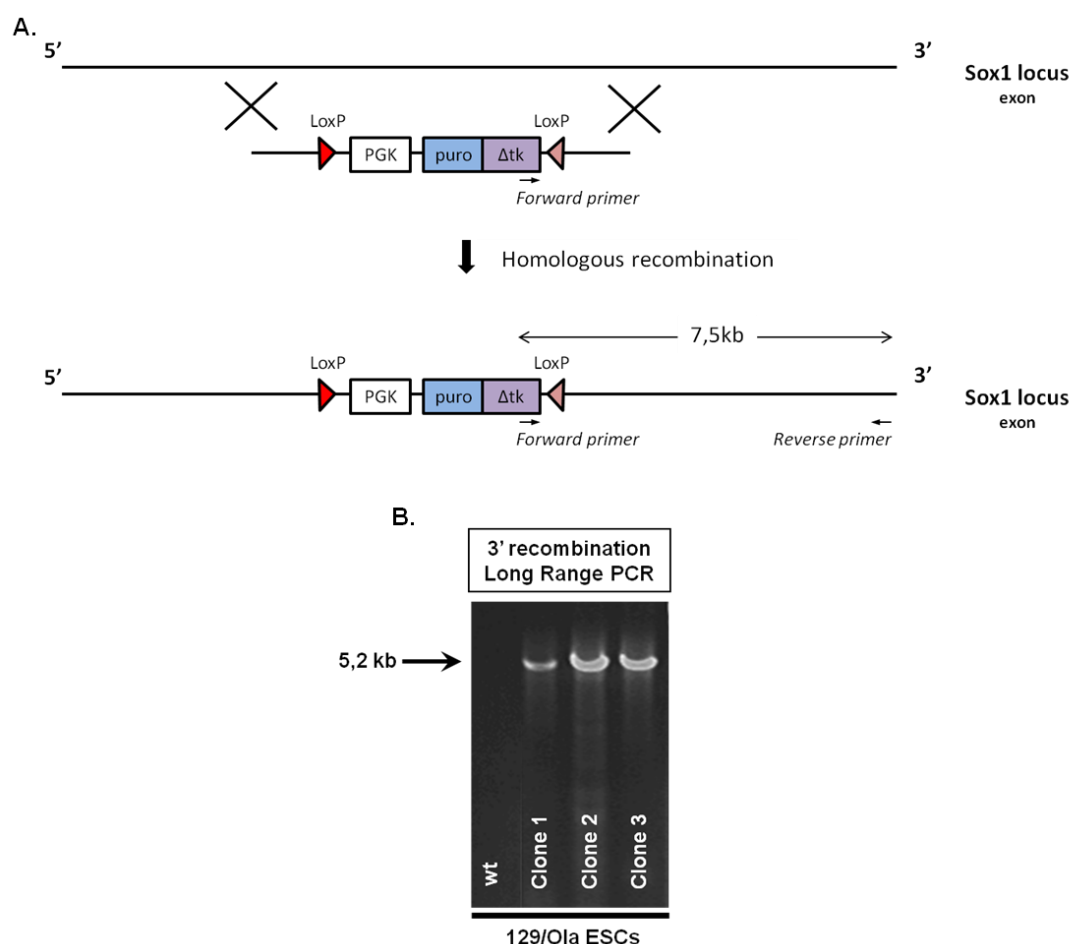 A.
5’
3’
Sox1 locus
exon
LoxP
LoxP
PGK
puro
Δtk
Forward primer
Homologous recombination
7,5kb
LoxP
LoxP
5’
3’
PGK
puro
Δtk
Sox1 locus
exon
Forward primer
Reverse primer
B.
3’ recombination
Long Range PCR
5,2 kb
wt
Clone 1
Clone 2
Clone 3
129/Ola ESCs